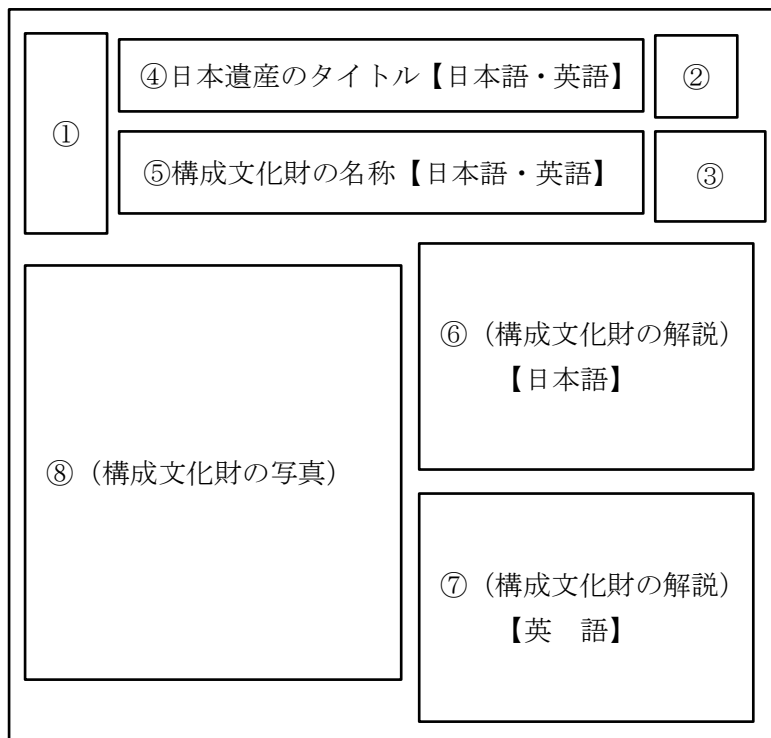 ①
④日本遺産のタイトル【日本語・英語】
②
⑤構成文化財の名称【日本語・英語】
③
⑧（構成文化財の写真）
⑥（構成文化財の解説）
【日本語】
⑦（構成文化財の解説）
【英　語】